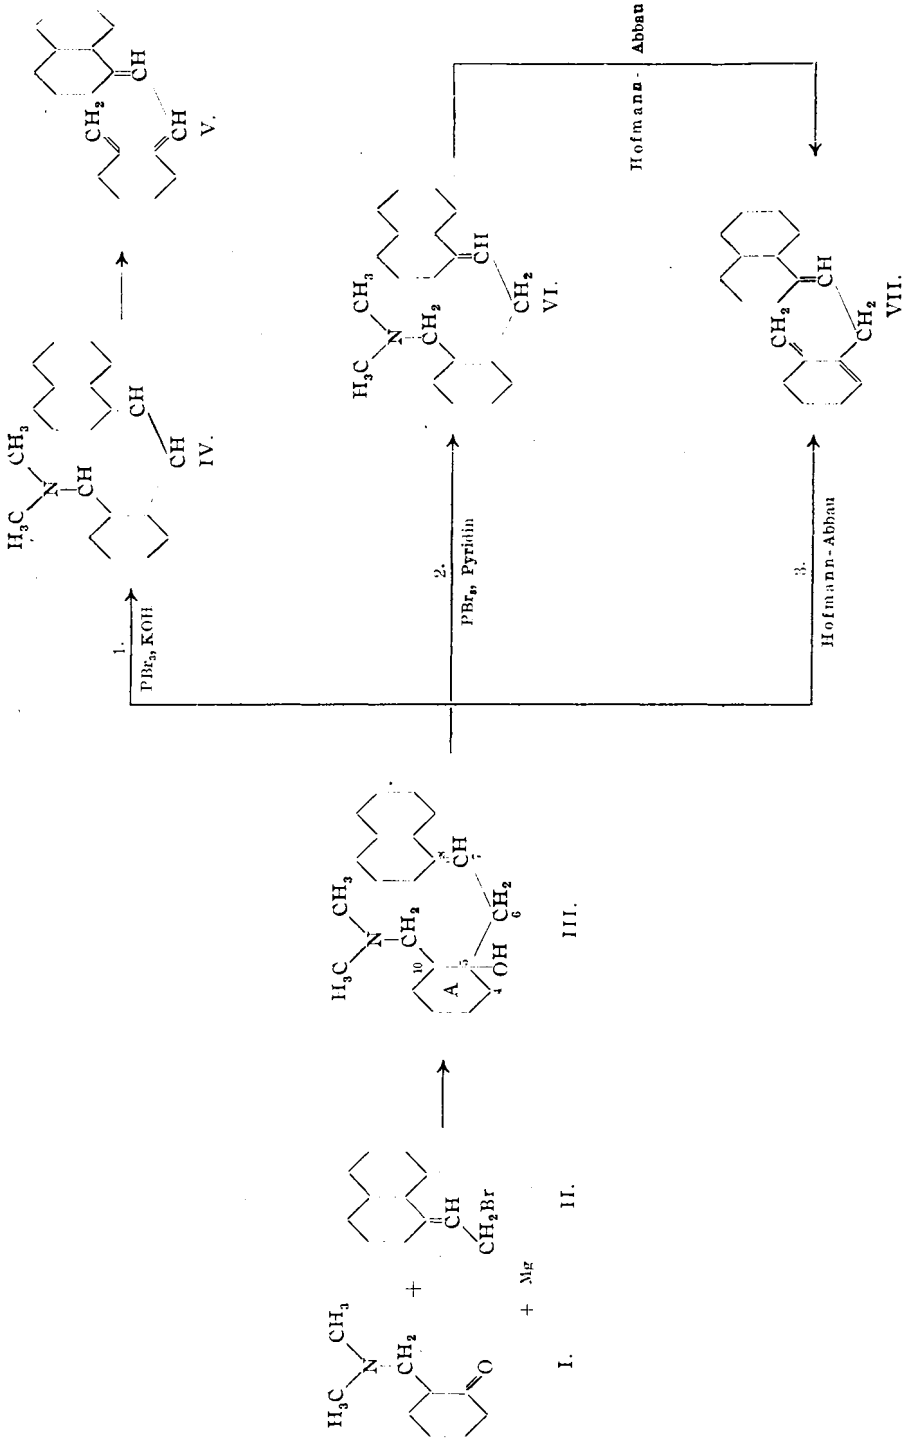 H₃C CH₃
N
CH₂
O
I.
+
+ Mg
=CH
CH₂Br
II.
H₃C CH₃
N
CH₂
10
A
5
4
OH
CH₂
6
CH
III.
1.
PBr₃, KOH
2.
PBr₃, Pyridin
3.
Hofmann-Abbau
H₃C CH₃
N
CH
CH
CH
IV.
CH₂
CH
CH
V.
H₃C CH₃
N
CH₂
CH
CH₂
VI.
Hofmann- Abbau
CH₂
CH
CH₂
VII.